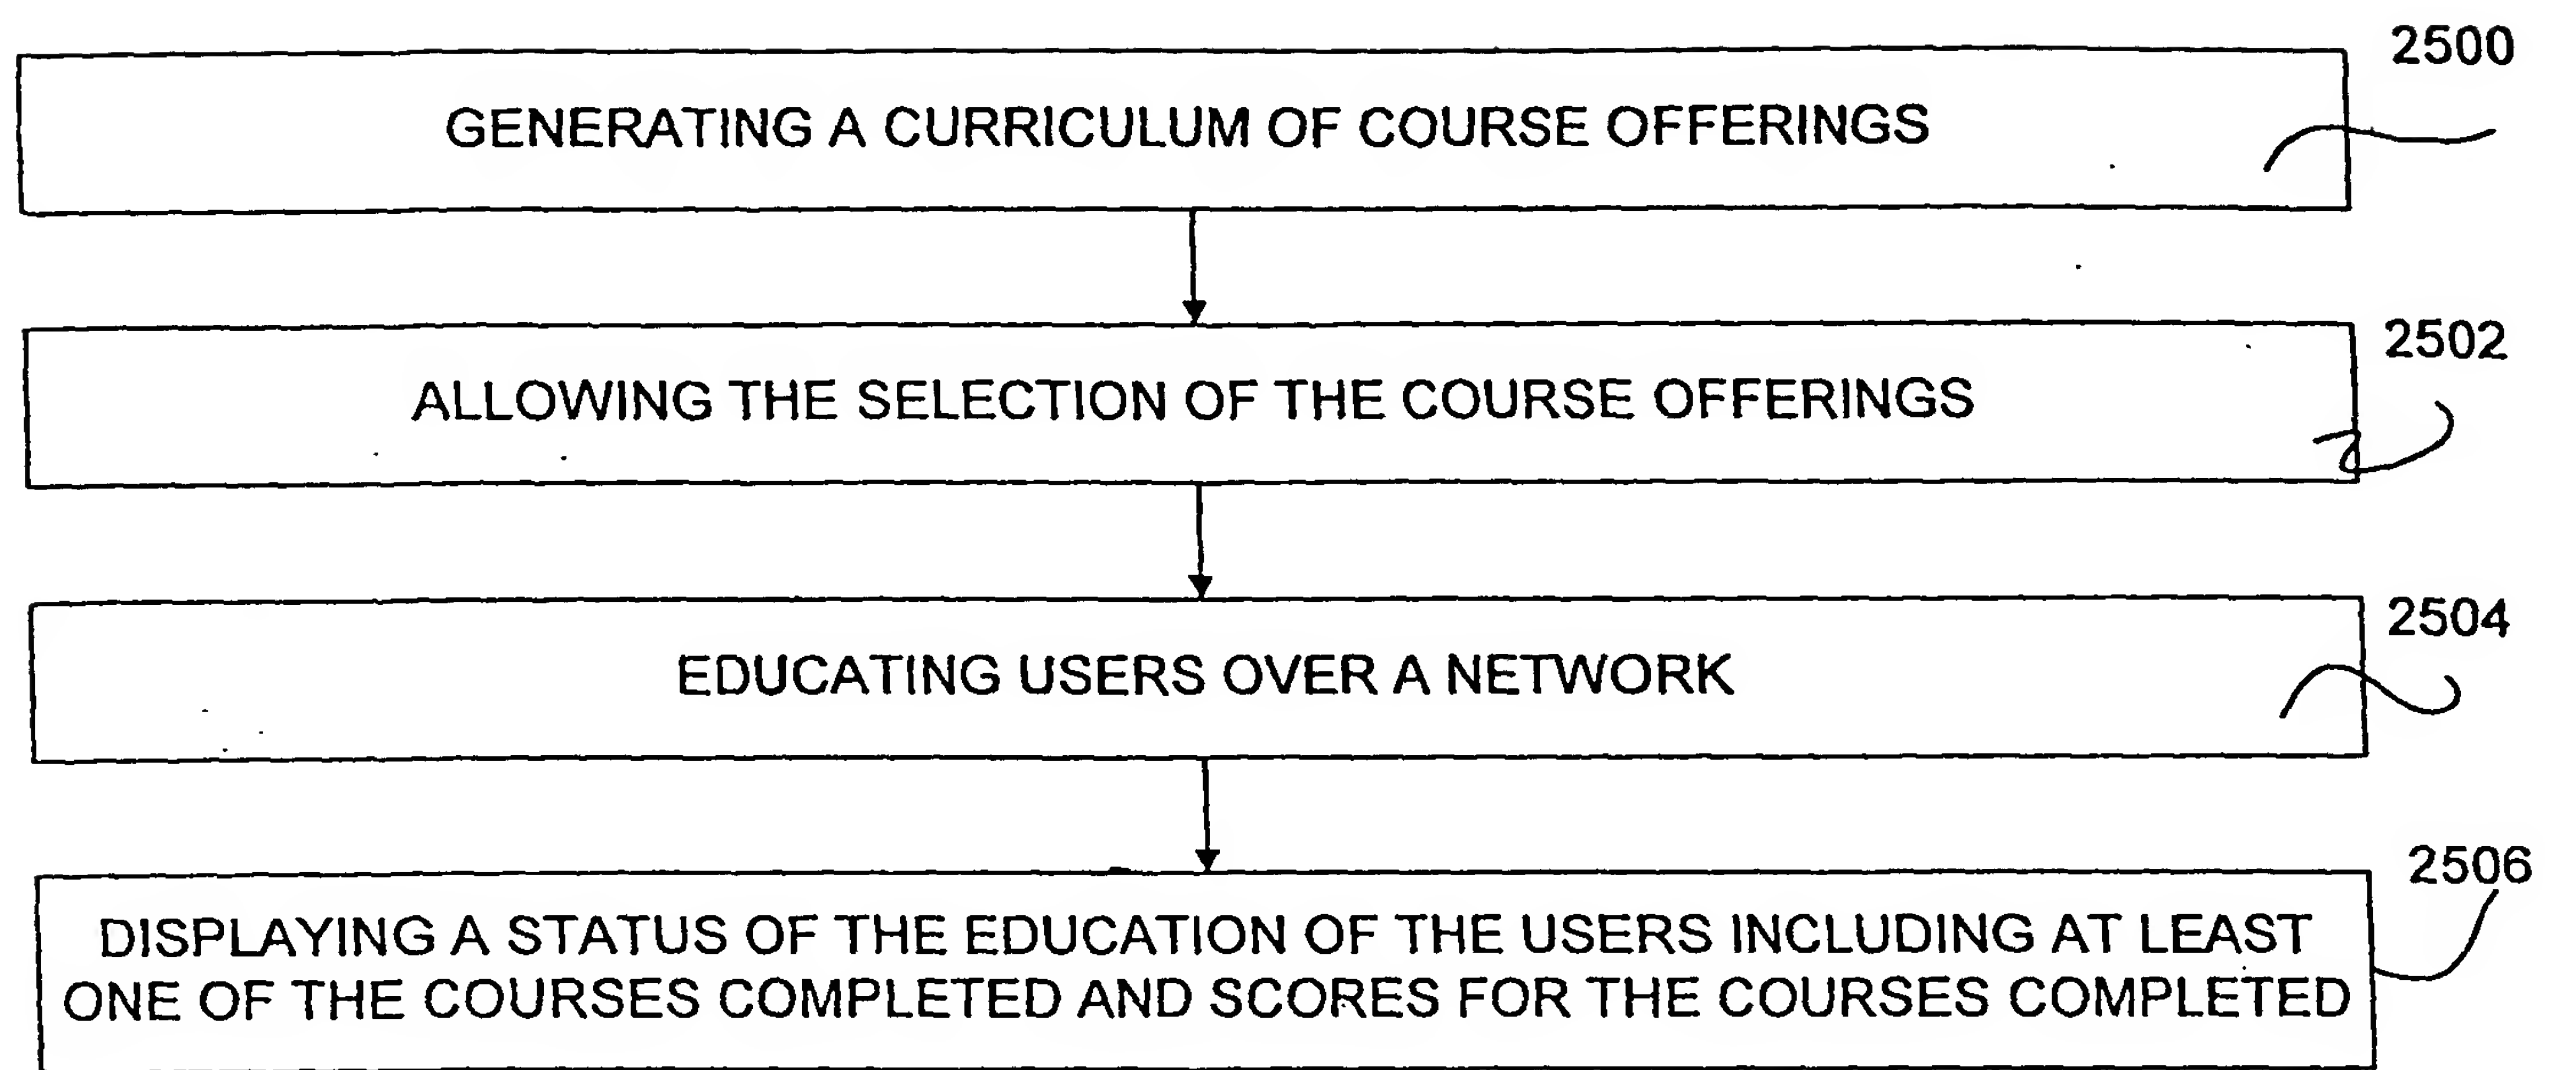 2500
GENERATING A CURRICULUM OF COURSE OFFERINGS
2502
ALLOWING THE SELECTION OF THE COURSE OFFERINGS
2504
EDUCATING USERS OVER A NETWORK
2506
DISPLAYING A STATUS OF THE EDUCATION OF THE USERS INCLUDING AT LEAST
ONE OF THE COURSES COMPLETED AND SCORES FOR THE COURSES COMPLETED